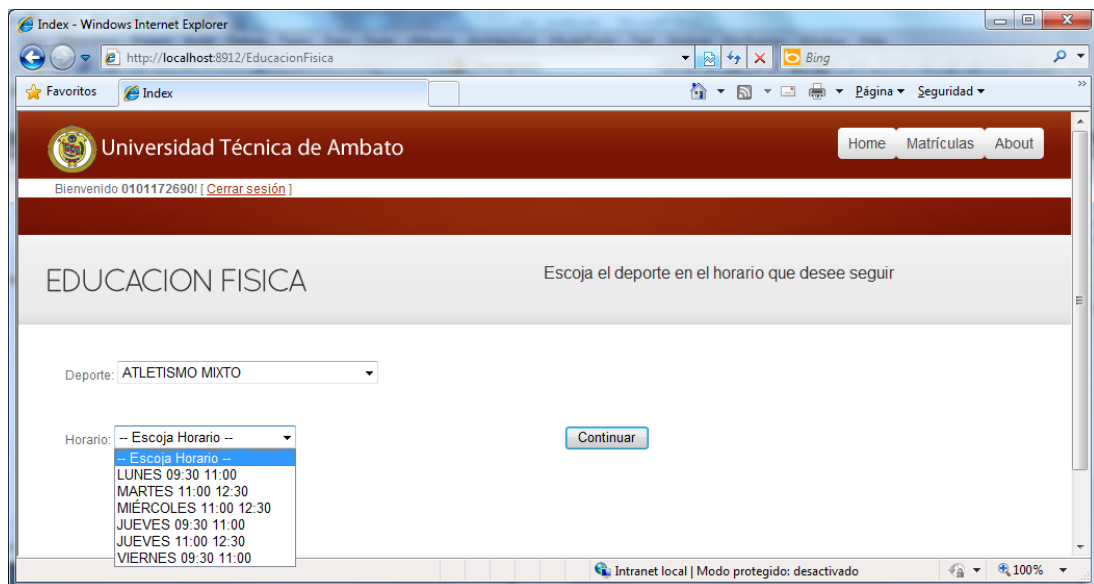 Index - Windows Internet Explorer
http://localhost:8912/EducacionFisica
Bing
Favoritos Index Página Seguridad
Universidad Técnica de Ambato Home Matrículas About
Bienvenido 0101172690! [ Cerrar sesión ]
EDUCACION FISICA Escoja el deporte en el horario que desee seguir
Deporte: ATLETISMO MIXTO
Horario: -- Escoja Horario -- Continuar
-- Escoja Horario --
LUNES 09:30 11:00
MARTES 11:00 12:30
MIÉRCOLES 11:00 12:30
JUEVES 09:30 11:00
JUEVES 11:00 12:30
VIERNES 09:30 11:00
Intranet local | Modo protegido: desactivado 100%